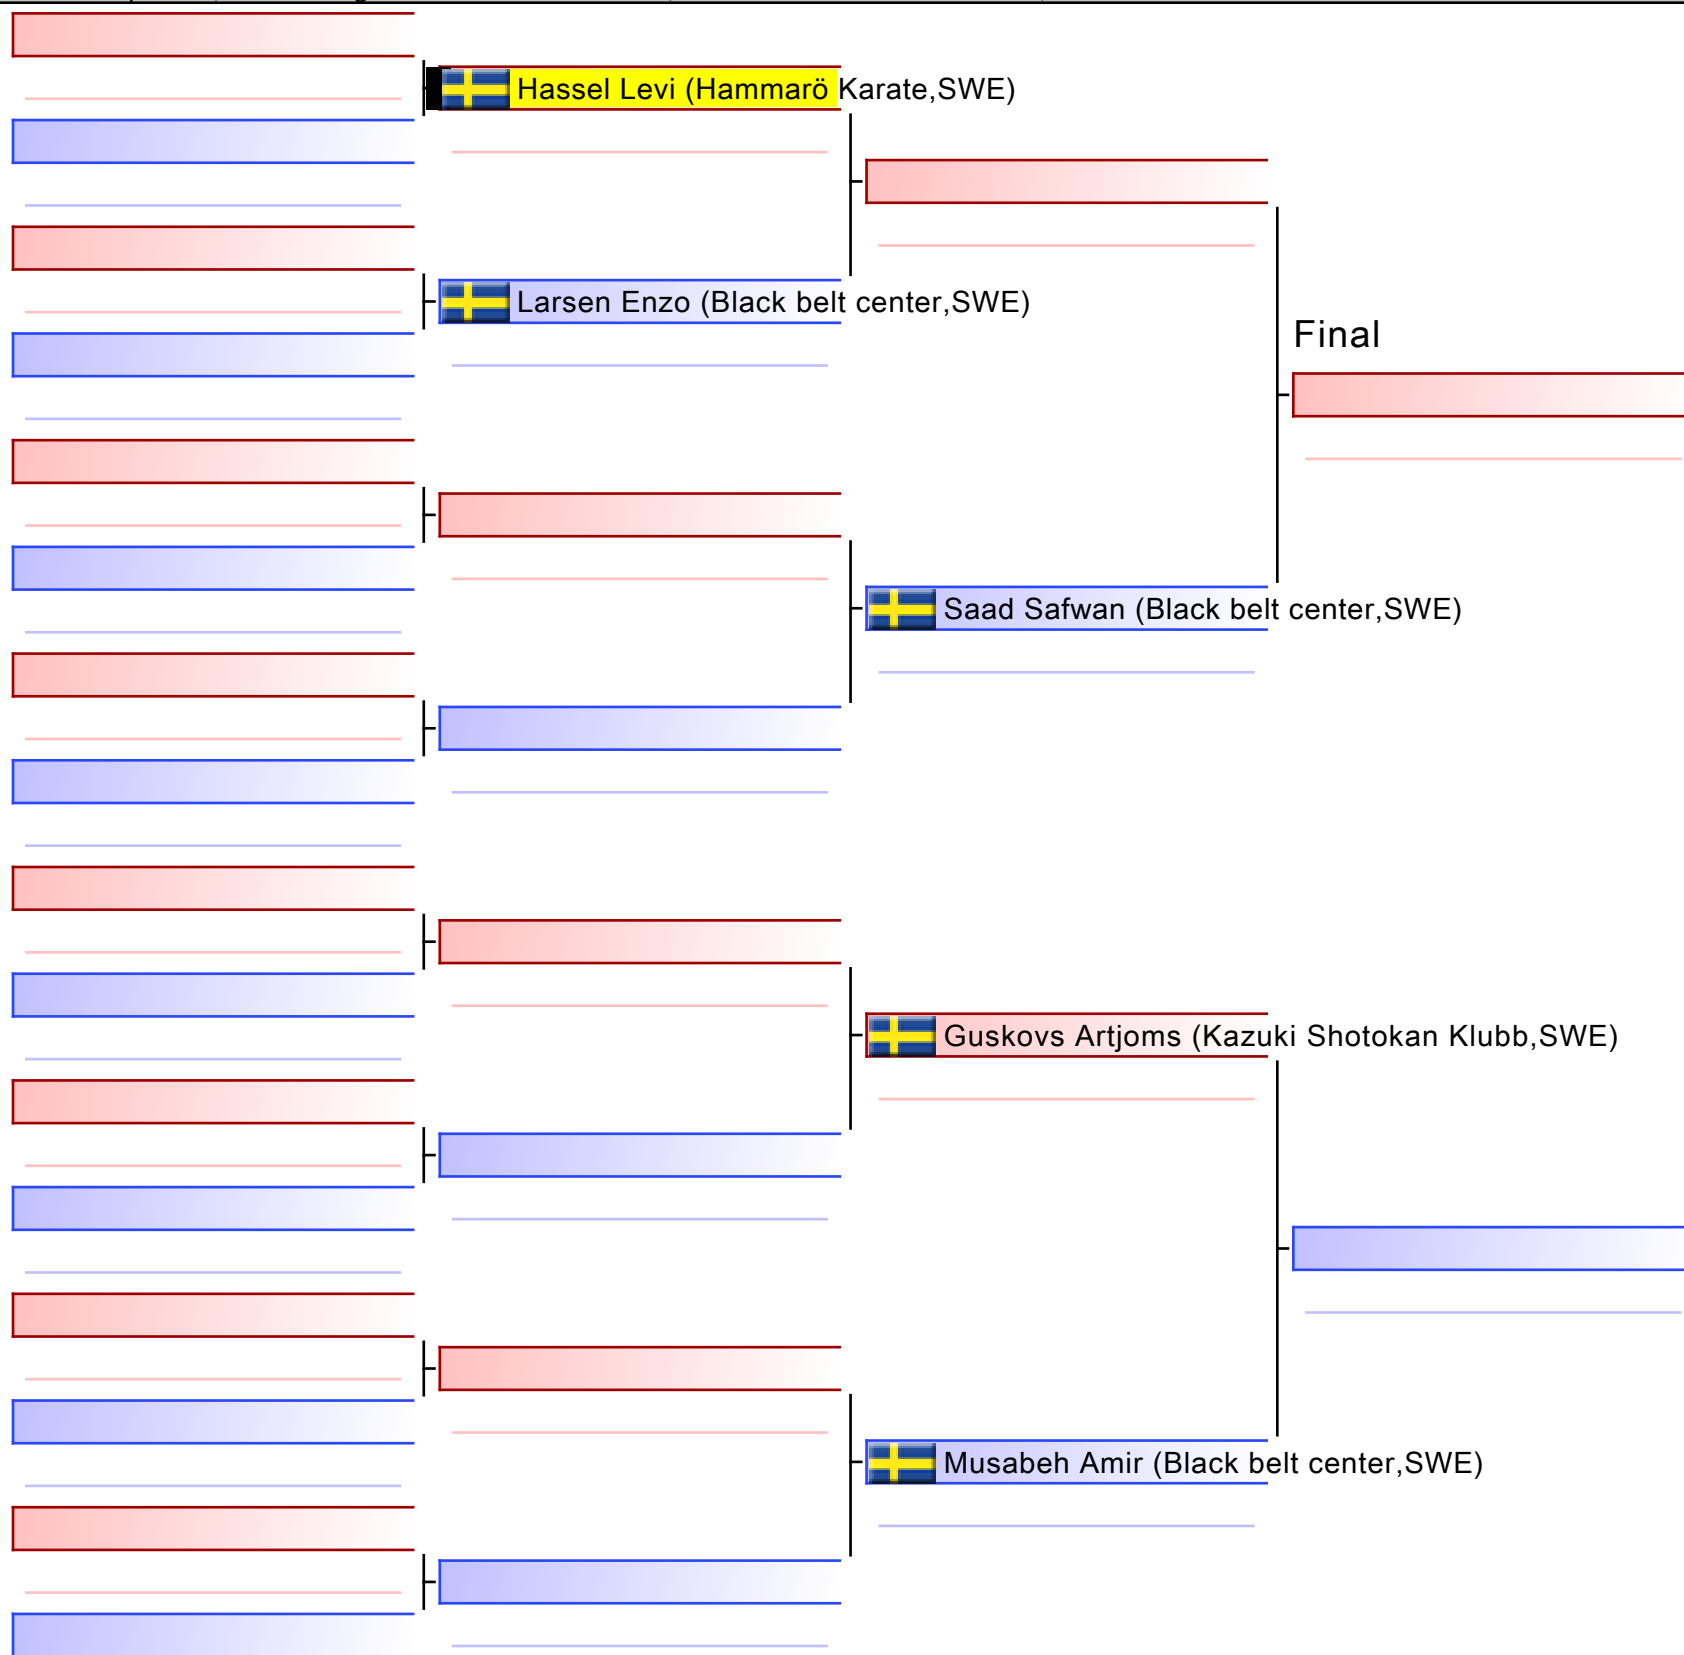 Hassel Levi (Hammarö Karate,SWE)
Larsen Enzo (Black belt center,SWE)
Final
Saad Safwan (Black belt center,SWE)
Guskovs Artjoms (Kazuki Shotokan Klubb,SWE)
Musabeh Amir (Black belt center,SWE)